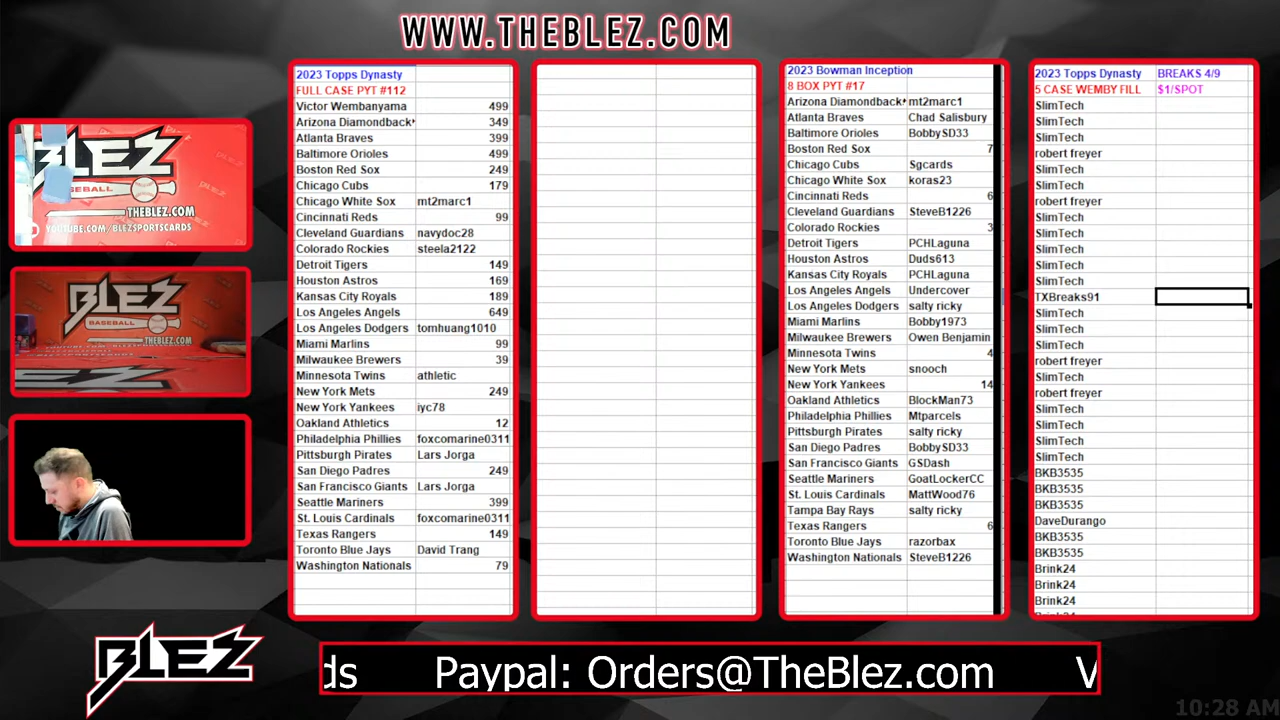 WWW.THEBLEZ.COM
BLEZ
BASEBALL
THEBLEZ.COM
YOUTUBE.COM/BLEZSPORTSCARDS
BLEZ
BASEBALL
2023 Topps Dynasty
FULL CASE PYT #112
Victor Wembanyama 499
Arizona Diamondback 349
Atlanta Braves 399
Baltimore Orioles 499
Boston Red Sox 249
Chicago Cubs 179
Chicago White Sox mt2marc1
Cincinnati Reds 99
Cleveland Guardians navydoc28
Colorado Rockies steela2122
Detroit Tigers 149
Houston Astros 169
Kansas City Royals 189
Los Angeles Angels 649
Los Angeles Dodgers tomhuang1010
Miami Marlins 99
Milwaukee Brewers 39
Minnesota Twins athletic
New York Mets 249
New York Yankees iyc78
Oakland Athletics 12
Philadelphia Phillies foxcomarine0311
Pittsburgh Pirates Lars Jorga
San Diego Padres 249
San Francisco Giants Lars Jorga
Seattle Mariners 399
St. Louis Cardinals foxcomarine0311
Texas Rangers 149
Toronto Blue Jays David Trang
Washington Nationals 79
2023 Bowman Inception
8 BOX PYT #17
Arizona Diamondback mt2marc1
Atlanta Braves Chad Salisbury
Baltimore Orioles BobbySD33
Boston Red Sox 7
Chicago Cubs Sgcards
Chicago White Sox koras23
Cincinnati Reds 6
Cleveland Guardians SteveB1226
Colorado Rockies 3
Detroit Tigers PCHLaguna
Houston Astros Duds613
Kansas City Royals PCHLaguna
Los Angeles Angels Undercover
Los Angeles Dodgers salty ricky
Miami Marlins Bobby1973
Milwaukee Brewers Owen Benjamin
Minnesota Twins 4
New York Mets snooch
New York Yankees 14
Oakland Athletics BlockMan73
Philadelphia Phillies Mtparcels
Pittsburgh Pirates salty ricky
San Diego Padres BobbySD33
San Francisco Giants GSDash
Seattle Mariners GoatLockerCC
St. Louis Cardinals MattWood76
Tampa Bay Rays salty ricky
Texas Rangers 6
Toronto Blue Jays razorbax
Washington Nationals SteveB1226
2023 Topps Dynasty BREAKS 4/9
5 CASE WEMBY FILL $1/SPOT
SlimTech
SlimTech
SlimTech
robert freyer
SlimTech
SlimTech
robert freyer
SlimTech
SlimTech
SlimTech
SlimTech
SlimTech
TXBreaks91
SlimTech
SlimTech
SlimTech
robert freyer
SlimTech
robert freyer
SlimTech
SlimTech
SlimTech
SlimTech
BKB3535
BKB3535
BKB3535
DaveDurango
BKB3535
BKB3535
Brink24
Brink24
Brink24
BLEZ
ds Paypal: Orders@TheBlez.com V
10:28 AM